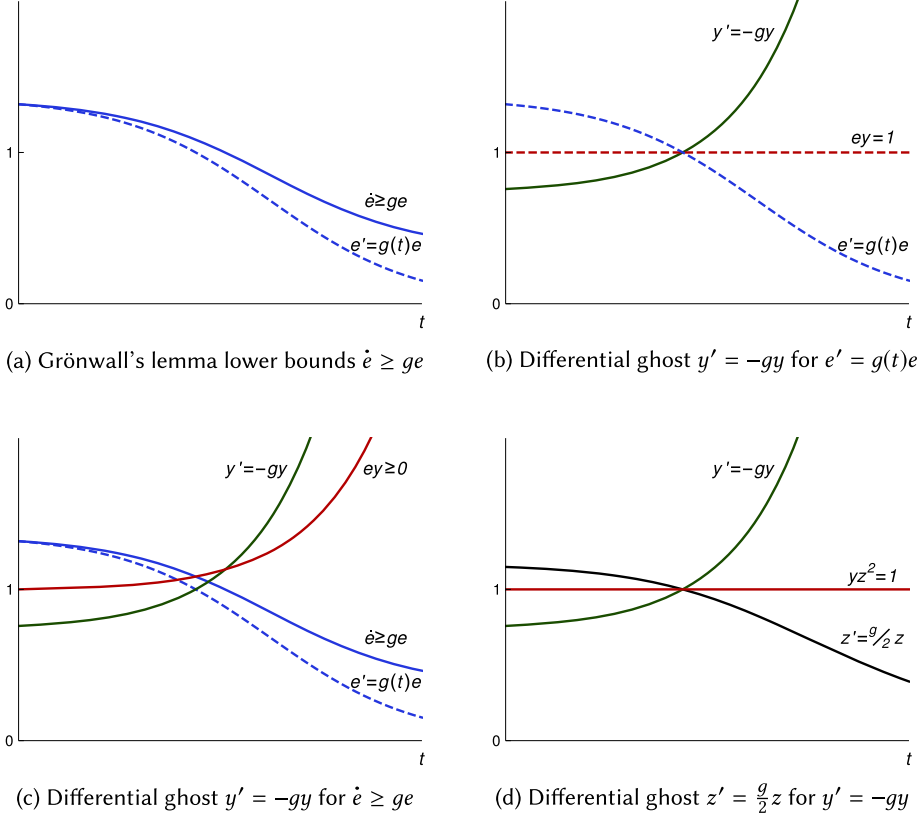 1
ė≥ge
e'=g(t)e
0
t
(a) Grönwall's lemma lower bounds ė ≥ ge
y'=−gy
ey=1
1
e'=g(t)e
0
t
(b) Differential ghost y′ = −gy for e′ = g(t)e
y'=−gy
ey≥0
1
ė≥ge
e'=g(t)e
0
t
(c) Differential ghost y′ = −gy for ė ≥ ge
y'=−gy
yz²=1
1
z'=g/2 z
0
t
(d) Differential ghost z′ = g/2 z for y′ = −gy